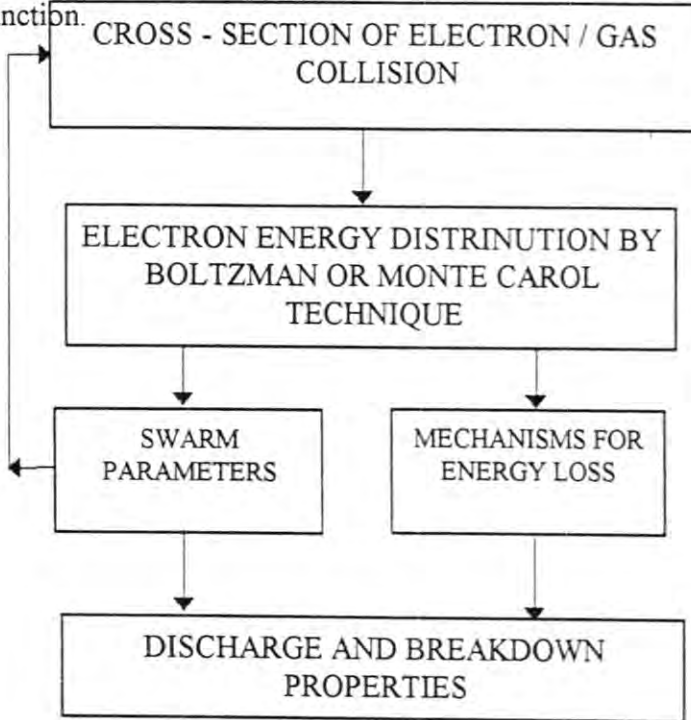 nction.
CROSS - SECTION OF ELECTRON / GAS
COLLISION
ELECTRON ENERGY DISTRINUTION BY
BOLTZMAN OR MONTE CAROL
TECHNIQUE
SWARM
PARAMETERS
MECHANISMS FOR
ENERGY LOSS
DISCHARGE AND BREAKDOWN
PROPERTIES